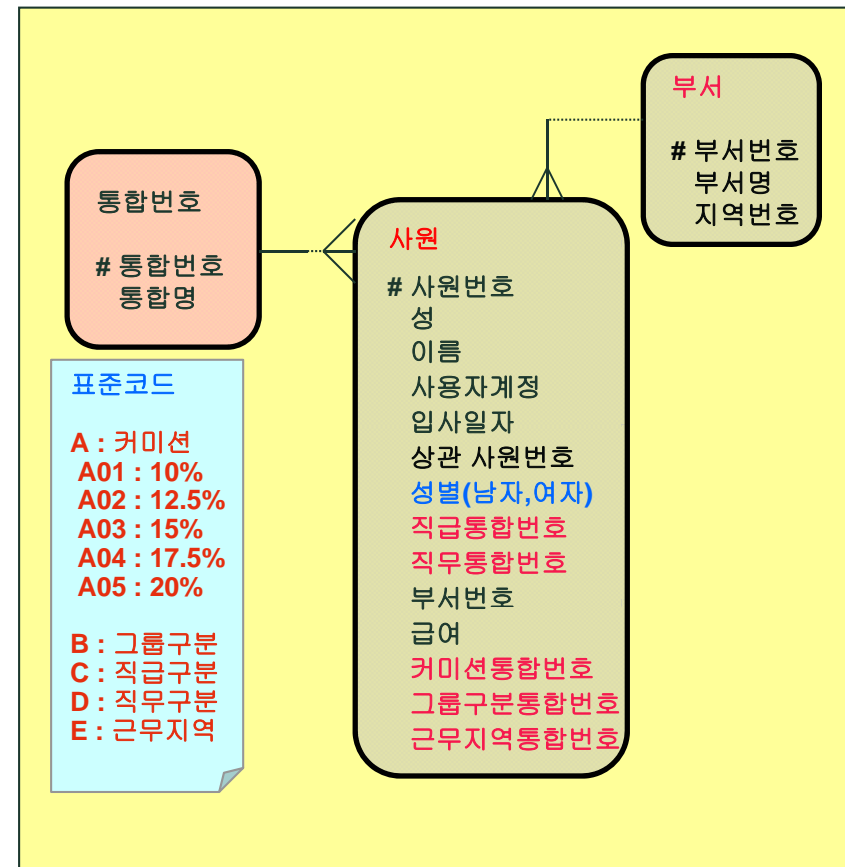 부서
# 부서번호
부서명
지역번호
통합번호
# 통합번호
통합명
사원
# 사원번호
성
이름
사용자계정
입사일자
상관 사원번호
성별(남자,여자)
직급통합번호
직무통합번호
부서번호
급여
커미션통합번호
그룹구분통합번호
근무지역통합번호
표준코드
A : 커미션
A01 : 10%
A02 : 12.5%
A03 : 15%
A04 : 17.5%
A05 : 20%
B : 그룹구분
C : 직급구분
D : 직무구분
E : 근무지역